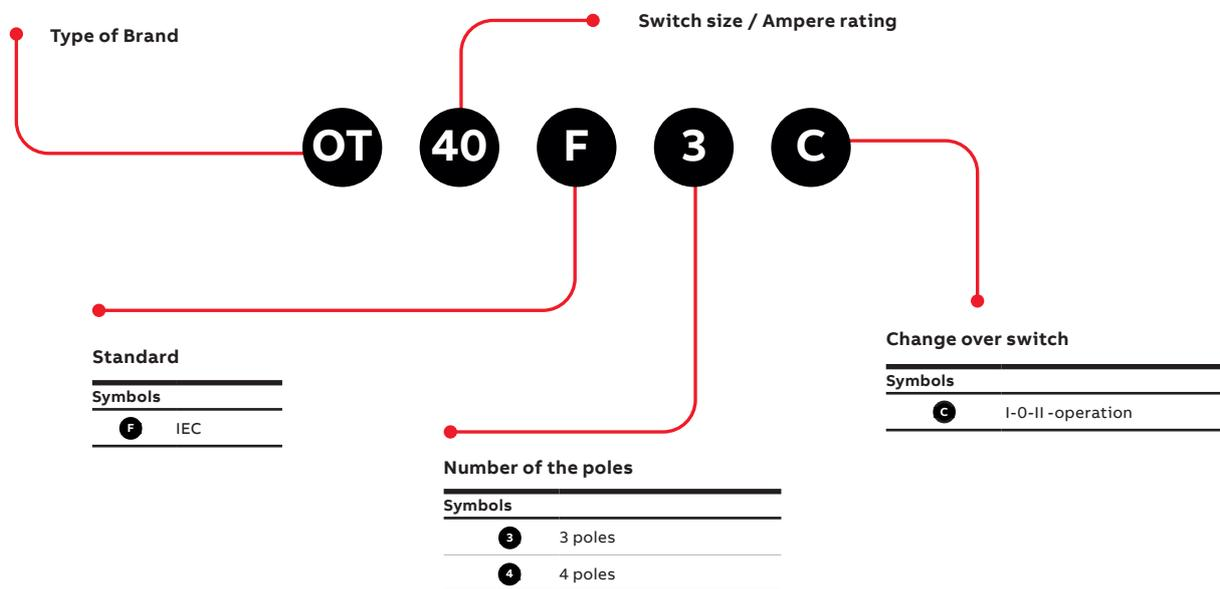 Type of Brand
Switch size / Ampere rating
OT 40 F 3 C
Standard
Symbols
F IEC
Change over switch
Symbols
C I-0-II -operation
Number of the poles
Symbols
3 3 poles
4 4 poles